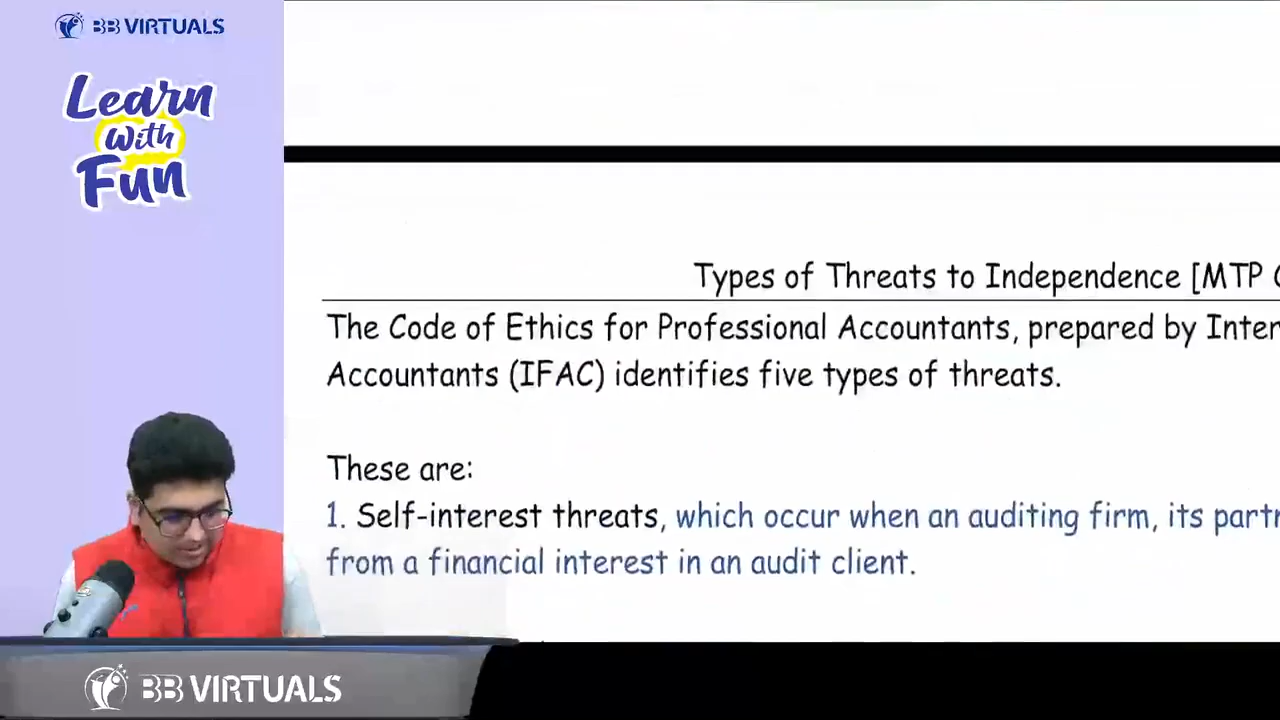 BB VIRTUALS
Learn
With
Fun
Types of Threats to Independence [MTP
The Code of Ethics for Professional Accountants, prepared by Inter
Accountants (IFAC) identifies five types of threats.
These are:
1. Self-interest threats, which occur when an auditing firm, its partn
from a financial interest in an audit client.
BB VIRTUALS